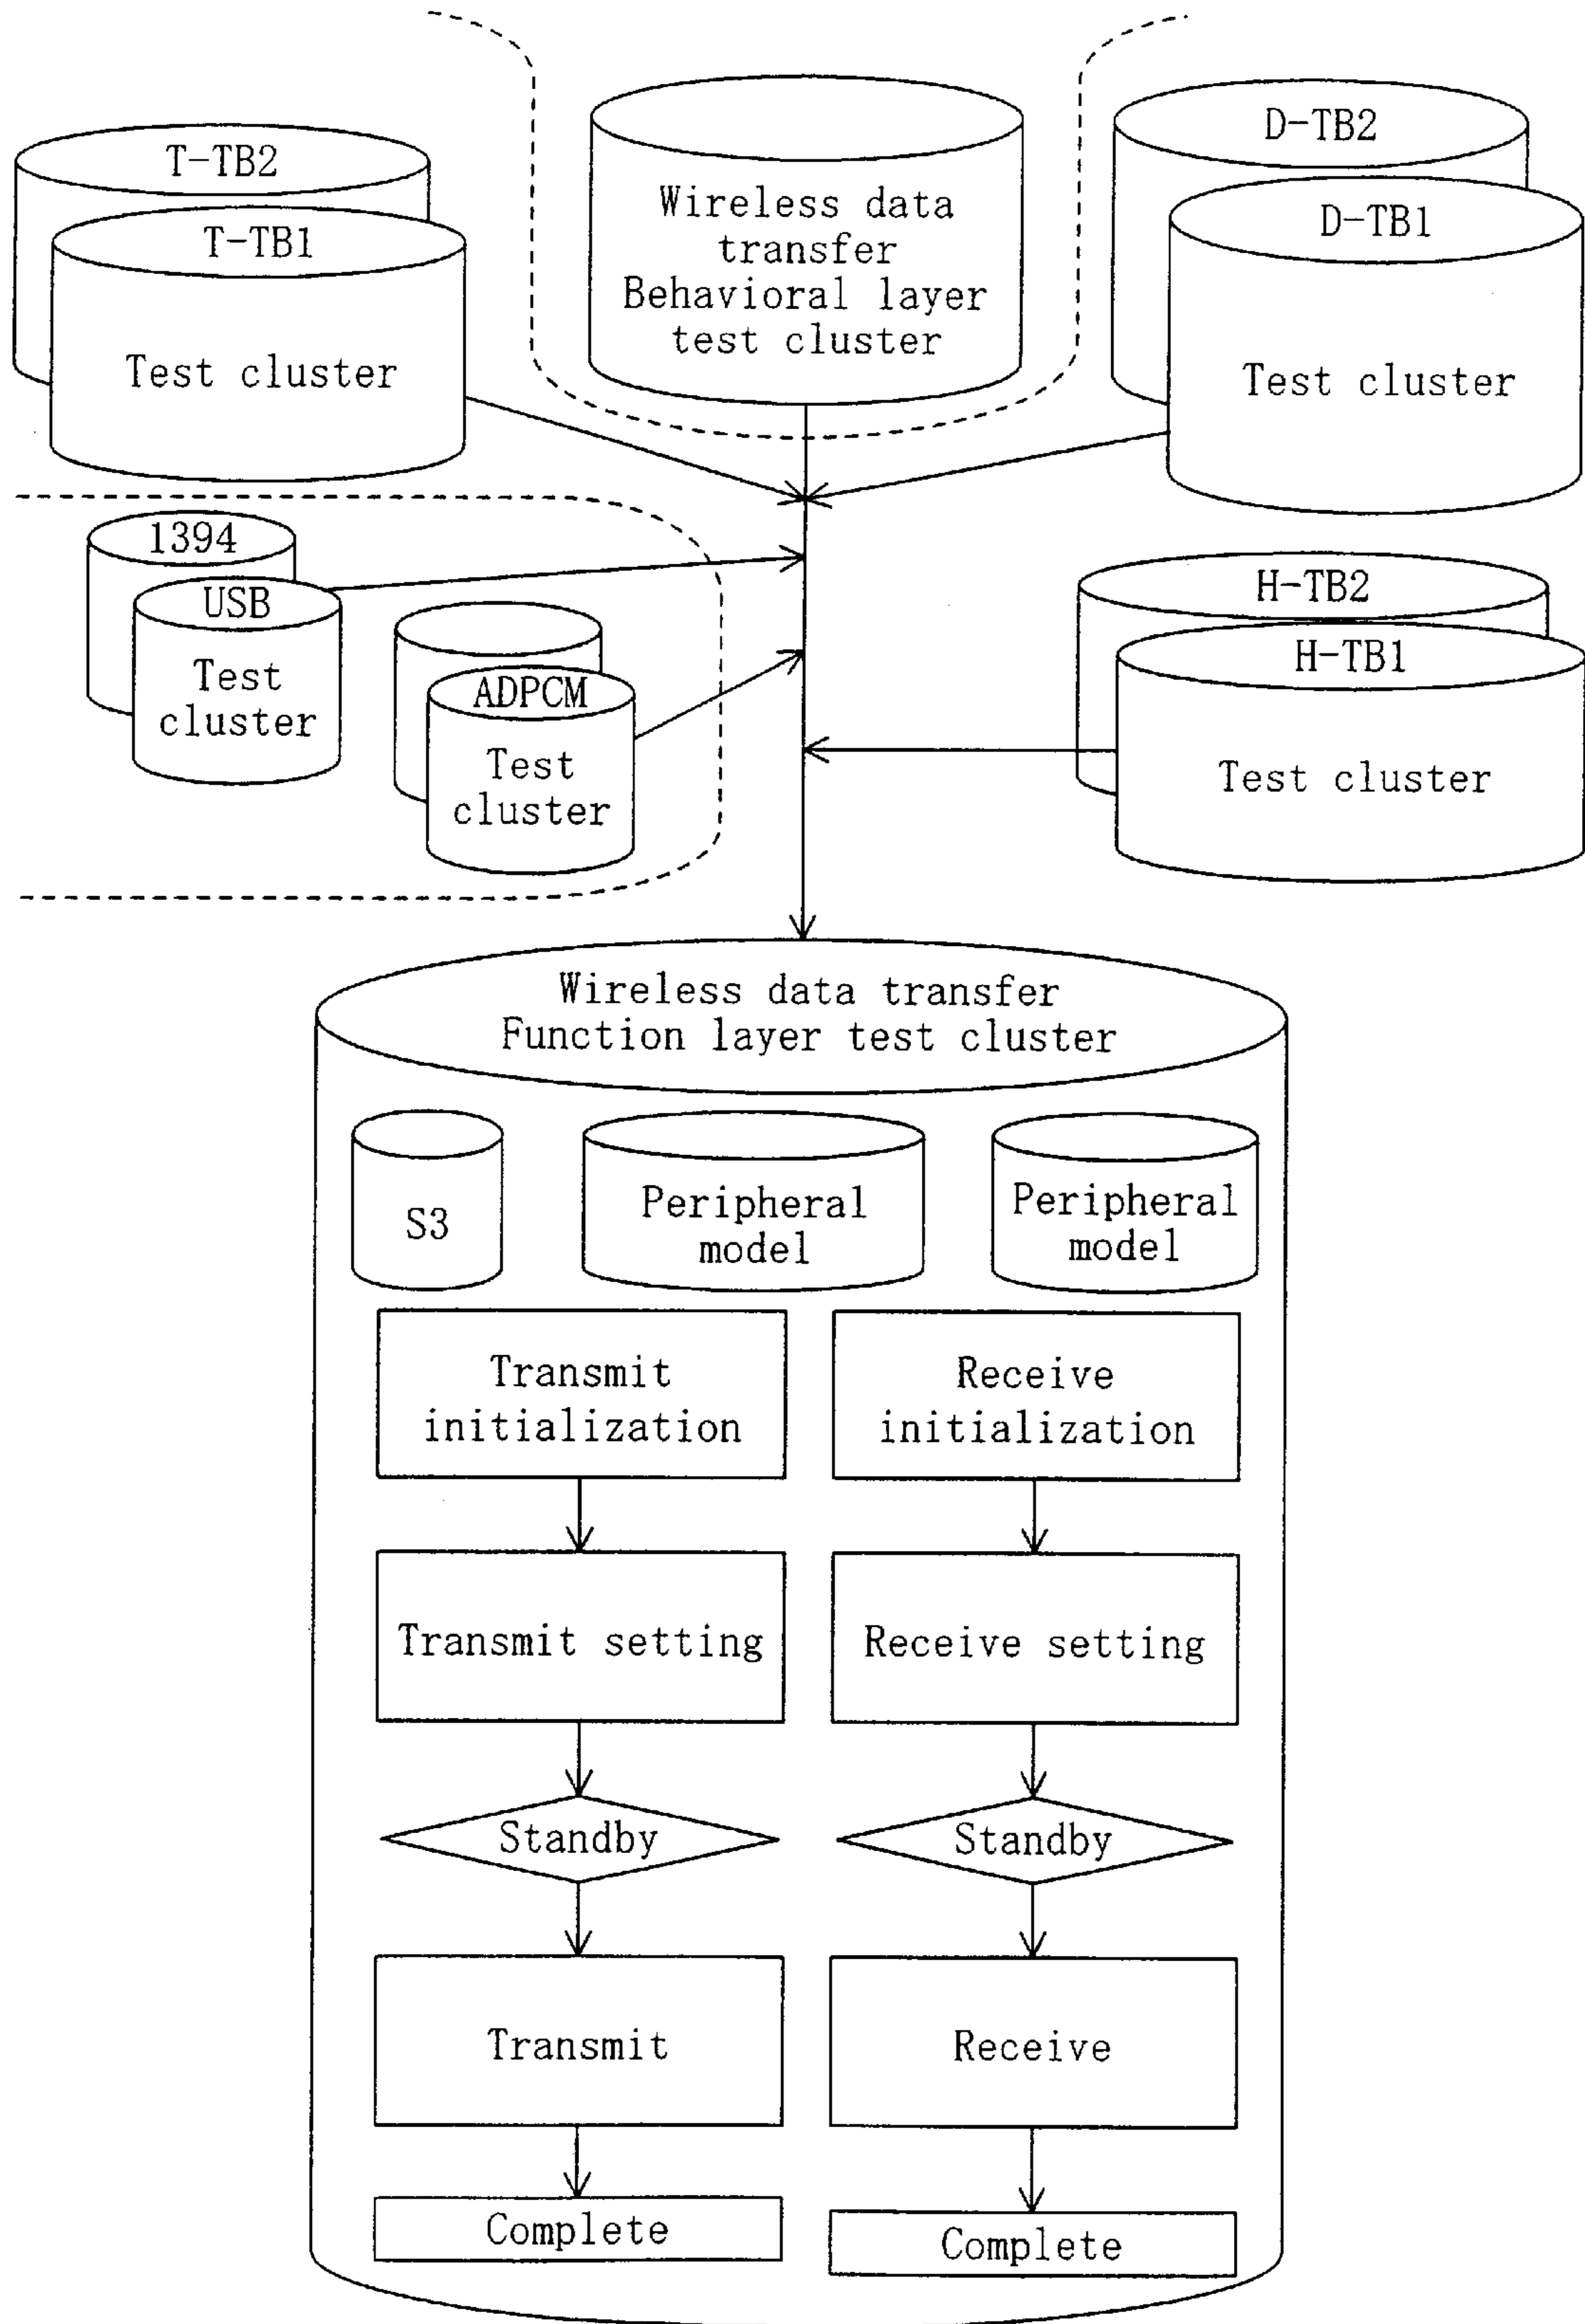 T-TB2
T-TB1
Test cluster
Wireless data
transfer
Behavioral layer
test cluster
D-TB2
D-TB1
Test cluster
1394
USB
Test
cluster
ADPCM
Test
cluster
H-TB2
H-TB1
Test cluster
Wireless data transfer
Function layer test cluster
S3
Peripheral
model
Peripheral
model
Transmit
initialization
Receive
initialization
Transmit setting
Receive setting
Standby
Standby
Transmit
Receive
Complete
Complete